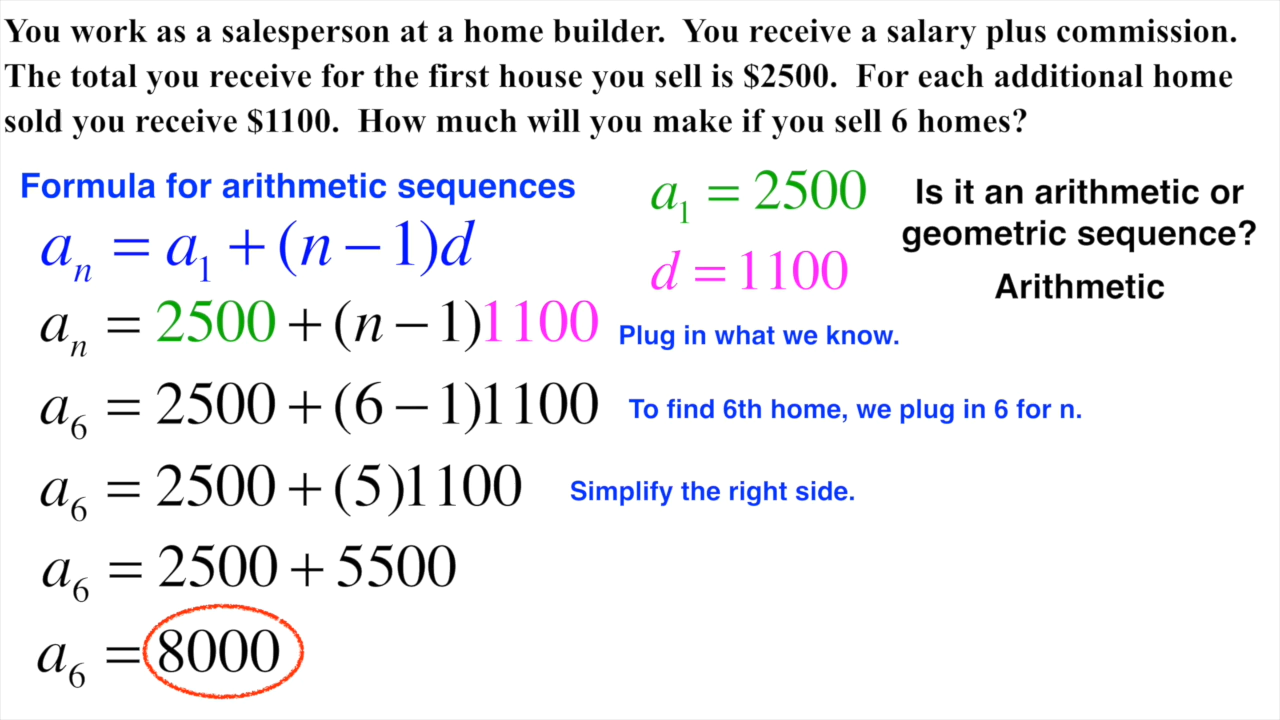 You work as a salesperson at a home builder. You receive a salary plus commission.
The total you receive for the first house you sell is $2500. For each additional home
sold you receive $1100. How much will you make if you sell 6 homes?
Formula for arithmetic sequences
aₙ = a₁ + (n − 1)d
aₙ = 2500 + (n − 1)1100 Plug in what we know.
a₆ = 2500 + (6 − 1)1100 To find 6th home, we plug in 6 for n.
a₆ = 2500 + (5)1100 Simplify the right side.
a₆ = 2500 + 5500
a₆ = 8000
a₁ = 2500
d = 1100
Is it an arithmetic or
geometric sequence?
Arithmetic